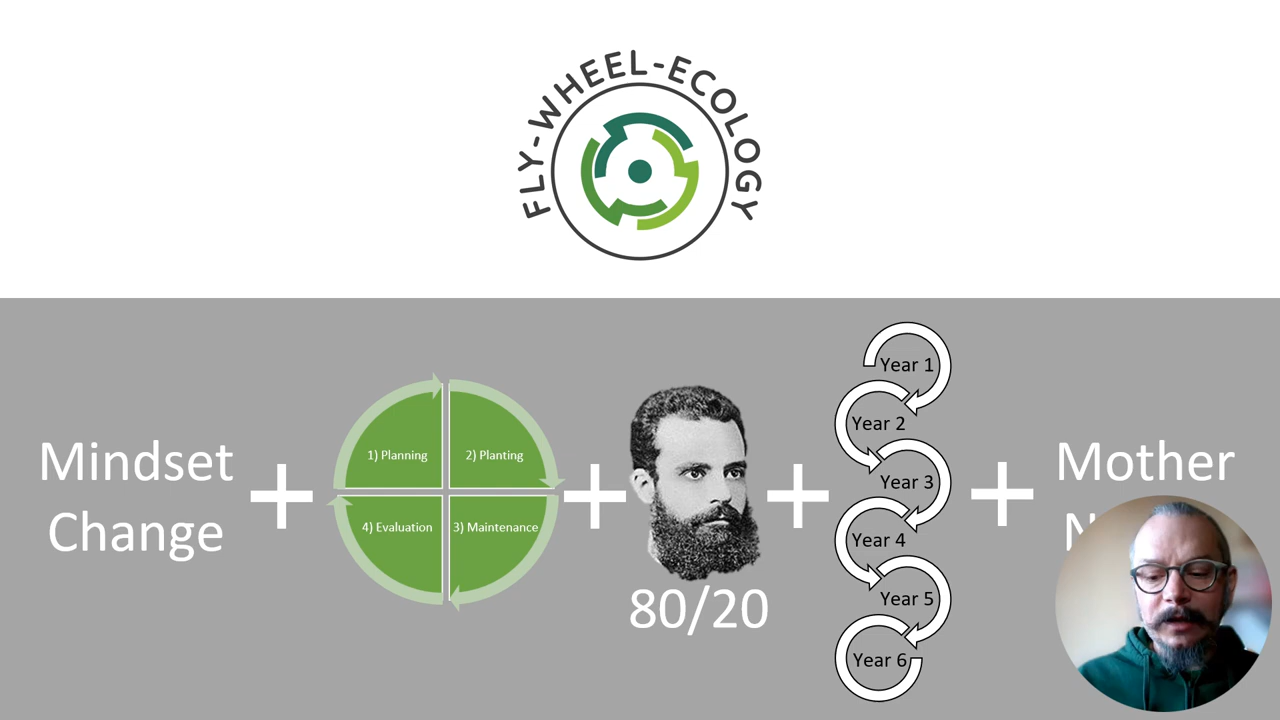 FLY-WHEEL-ECOLOGY
Mindset
Change
1) Planning
2) Planting
4) Evaluation
3) Maintenance
80/20
Year 1
Year 2
Year 3
Year 4
Year 5
Year 6
Mother